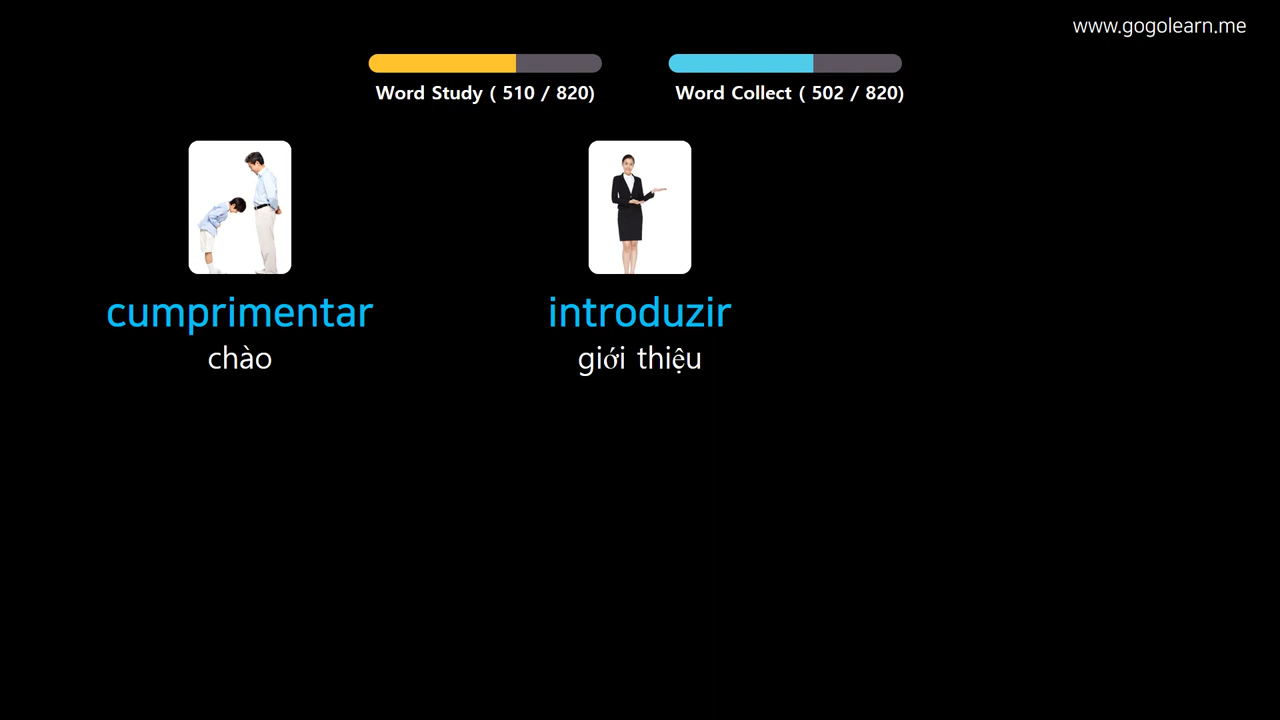 www.gogolearn.me
Word Study ( 510 / 820)
Word Collect ( 502 / 820)
cumprimentar
chào
introduzir
giới thiệu